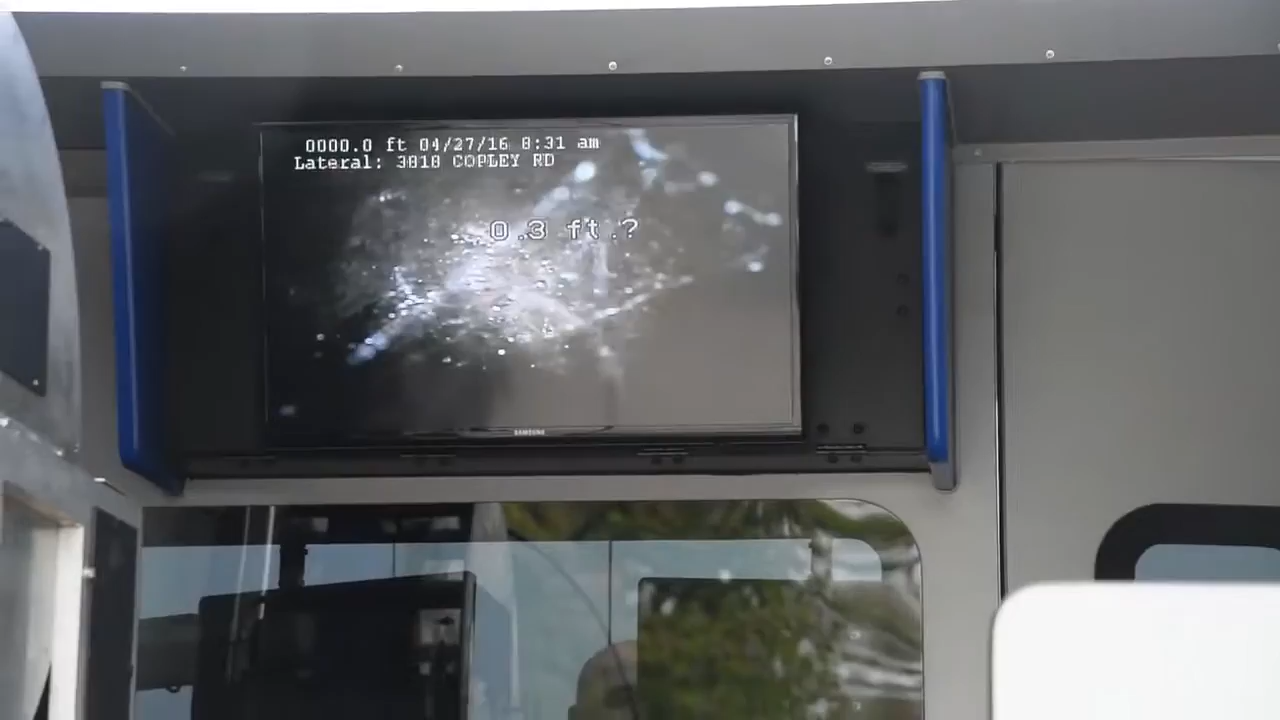 0000.0 ft 04/27/16 8:31 am
Lateral: 3818 COPLEY RD
0.3 ft.?
SAMSUNG